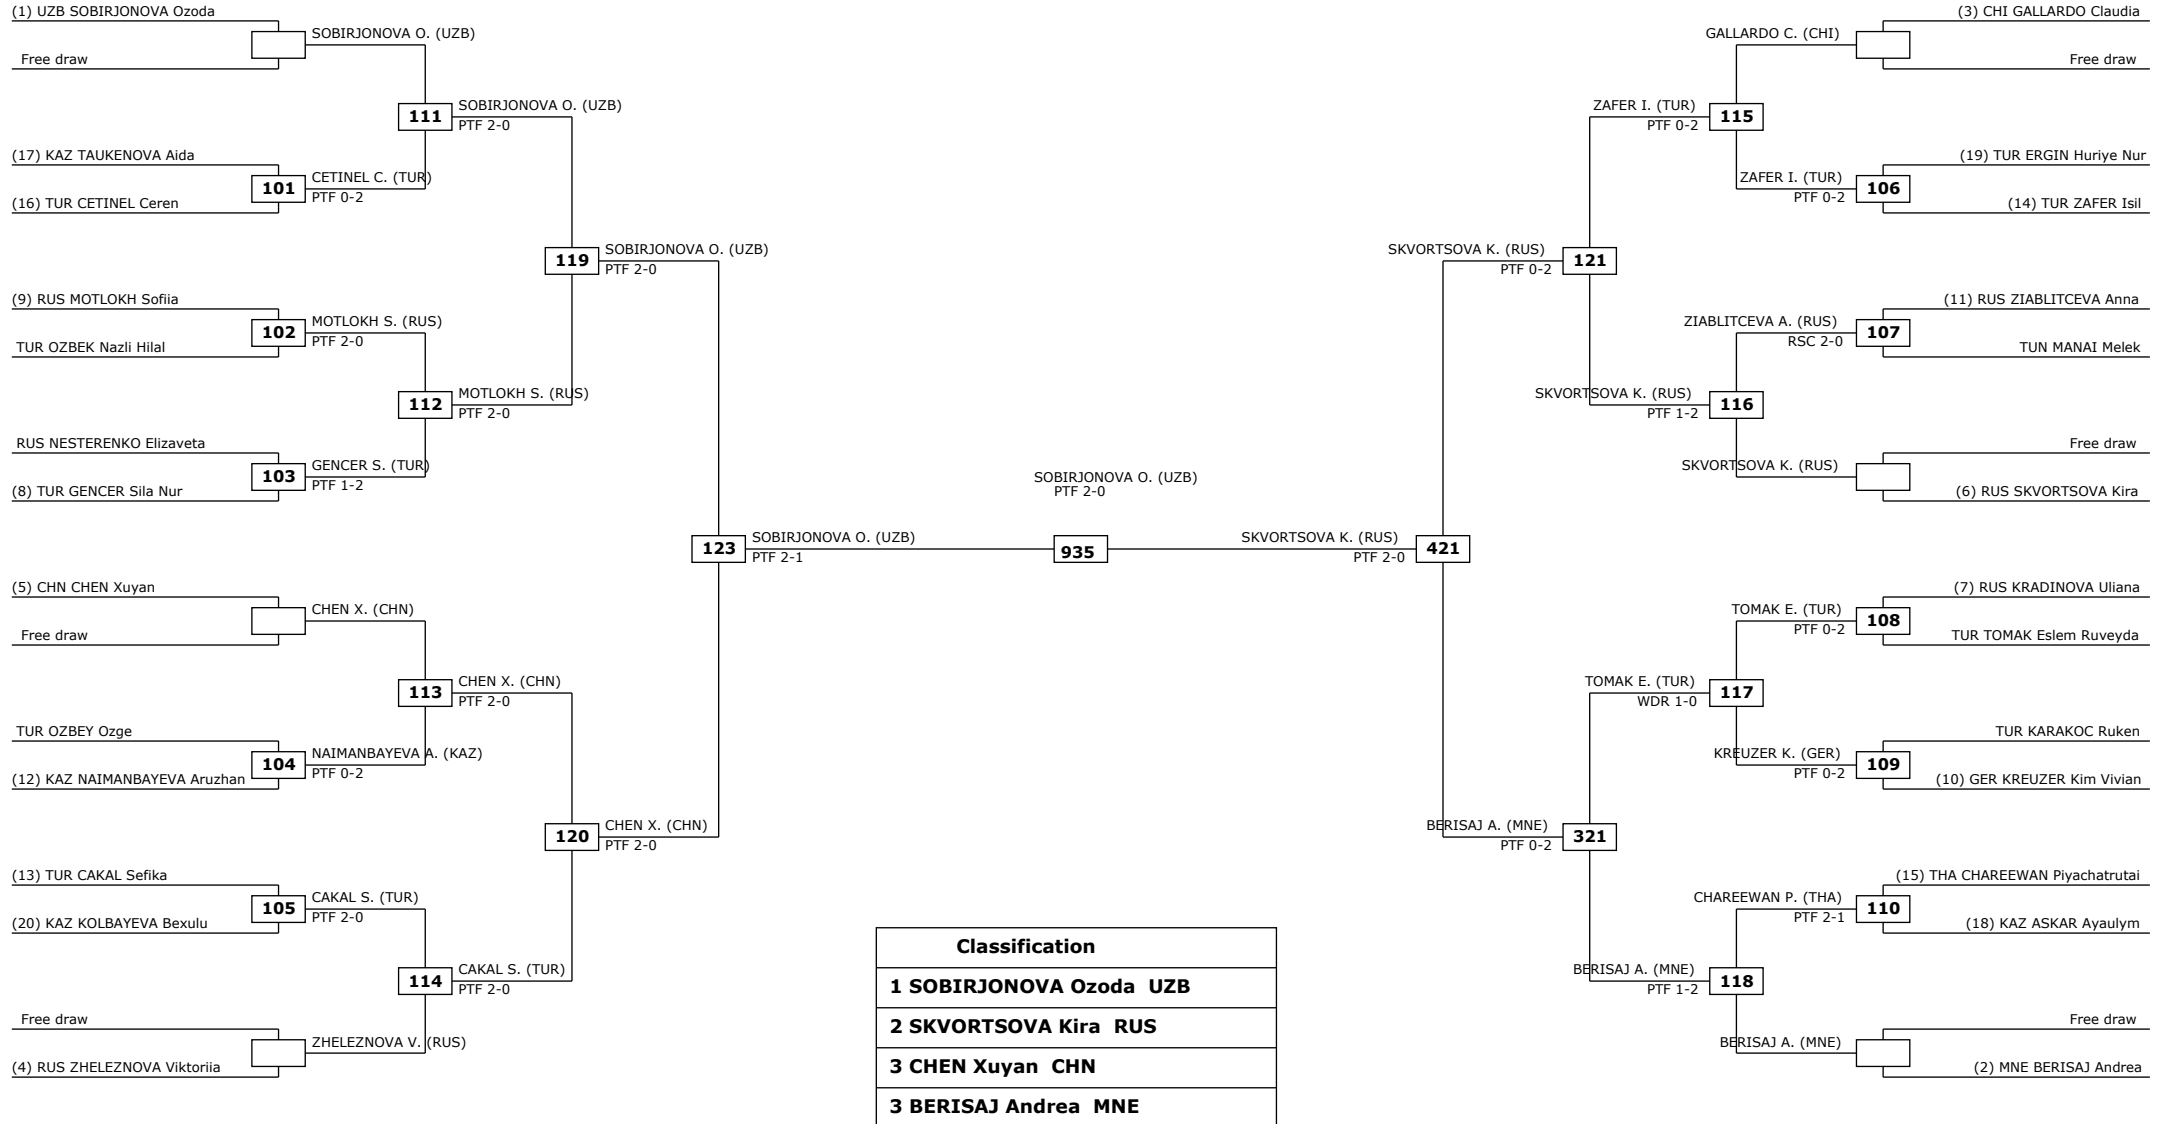 (1) UZB SOBIRJONOVA Ozoda
SOBIRJONOVA O. (UZB)
Free draw
111
SOBIRJONOVA O. (UZB)
PTF 2-0
(17) KAZ TAUKENOVA Aida
101
CETINEL C. (TUR)
PTF 0-2
(16) TUR CETINEL Ceren
119
SOBIRJONOVA O. (UZB)
PTF 2-0
(9) RUS MOTLOKH Sofiia
102
MOTLOKH S. (RUS)
PTF 2-0
TUR OZBEK Nazli Hilal
112
MOTLOKH S. (RUS)
PTF 2-0
RUS NESTERENKO Elizaveta
103
GENCER S. (TUR)
PTF 1-2
(8) TUR GENCER Sila Nur
123
SOBIRJONOVA O. (UZB)
PTF 2-1
(5) CHN CHEN Xuyan
CHEN X. (CHN)
Free draw
113
CHEN X. (CHN)
PTF 2-0
TUR OZBEY Ozge
104
NAIMANBAYEVA A. (KAZ)
PTF 0-2
(12) KAZ NAIMANBAYEVA Aruzhan
120
CHEN X. (CHN)
PTF 2-0
(13) TUR CAKAL Sefika
105
CAKAL S. (TUR)
PTF 2-0
(20) KAZ KOLBAYEVA Bexulu
114
CAKAL S. (TUR)
PTF 2-0
Free draw
ZHELEZNOVA V. (RUS)
(4) RUS ZHELEZNOVA Viktoriia
SOBIRJONOVA O. (UZB)
PTF 2-0
935
(3) CHI GALLARDO Claudia
GALLARDO C. (CHI)
Free draw
ZAFER I. (TUR)
PTF 0-2
115
(19) TUR ERGIN Huriye Nur
ZAFER I. (TUR)
PTF 0-2
106
(14) TUR ZAFER Isil
SKVORTSOVA K. (RUS)
PTF 0-2
121
(11) RUS ZIABLITCEVA Anna
ZIABLITCEVA A. (RUS)
RSC 2-0
107
TUN MANAI Melek
SKVORTSOVA K. (RUS)
PTF 1-2
116
Free draw
SKVORTSOVA K. (RUS)
(6) RUS SKVORTSOVA Kira
SKVORTSOVA K. (RUS)
PTF 2-0
421
(7) RUS KRADINOVA Uliana
TOMAK E. (TUR)
PTF 0-2
108
TUR TOMAK Eslem Ruveyda
TOMAK E. (TUR)
WDR 1-0
117
TUR KARAKOC Ruken
KREUZER K. (GER)
PTF 0-2
109
(10) GER KREUZER Kim Vivian
BERISAJ A. (MNE)
PTF 0-2
321
(15) THA CHAREEWAN Piyachatrutai
CHAREEWAN P. (THA)
PTF 2-1
110
(18) KAZ ASKAR Ayaulym
BERISAJ A. (MNE)
PTF 1-2
118
Free draw
BERISAJ A. (MNE)
(2) MNE BERISAJ Andrea
Classification
1 SOBIRJONOVA Ozoda UZB
2 SKVORTSOVA Kira RUS
3 CHEN Xuyan CHN
3 BERISAJ Andrea MNE